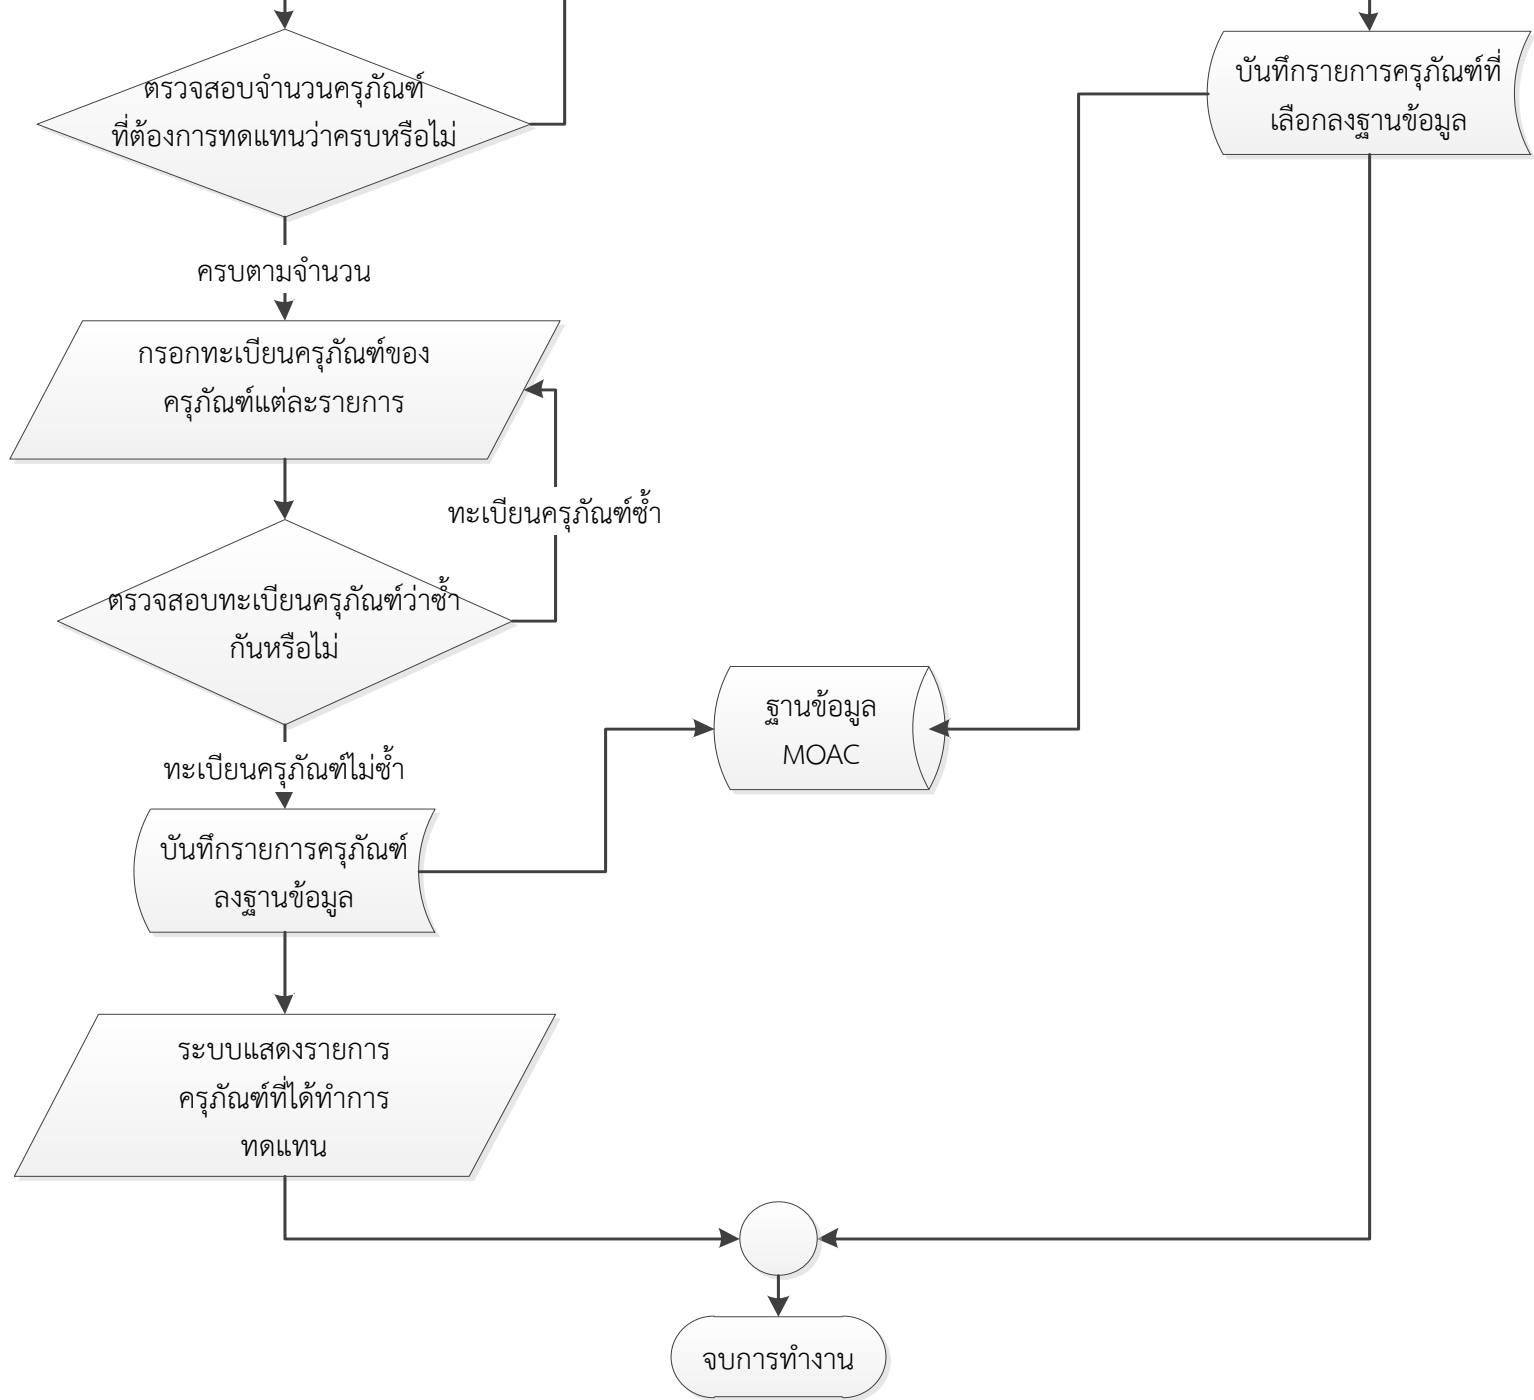 ตรวจสอบจำนวนครุภัณฑ์
ที่ต้องการทดแทนว่าครบหรือไม่
บันทึกรายการครุภัณฑ์ที่
เลือกลงฐานข้อมูล
ครบตามจำนวน
กรอกทะเบียนครุภัณฑ์ของ
ครุภัณฑ์แต่ละรายการ
ทะเบียนครุภัณฑ์ซ้ำ
ตรวจสอบทะเบียนครุภัณฑ์ว่าซ้ำ
กันหรือไม่
ฐานข้อมูล
MOAC
ทะเบียนครุภัณฑ์ไม่ซ้ำ
บันทึกรายการครุภัณฑ์
ลงฐานข้อมูล
ระบบแสดงรายการ
ครุภัณฑ์ที่ได้ทำการ
ทดแทน
จบการทำงาน